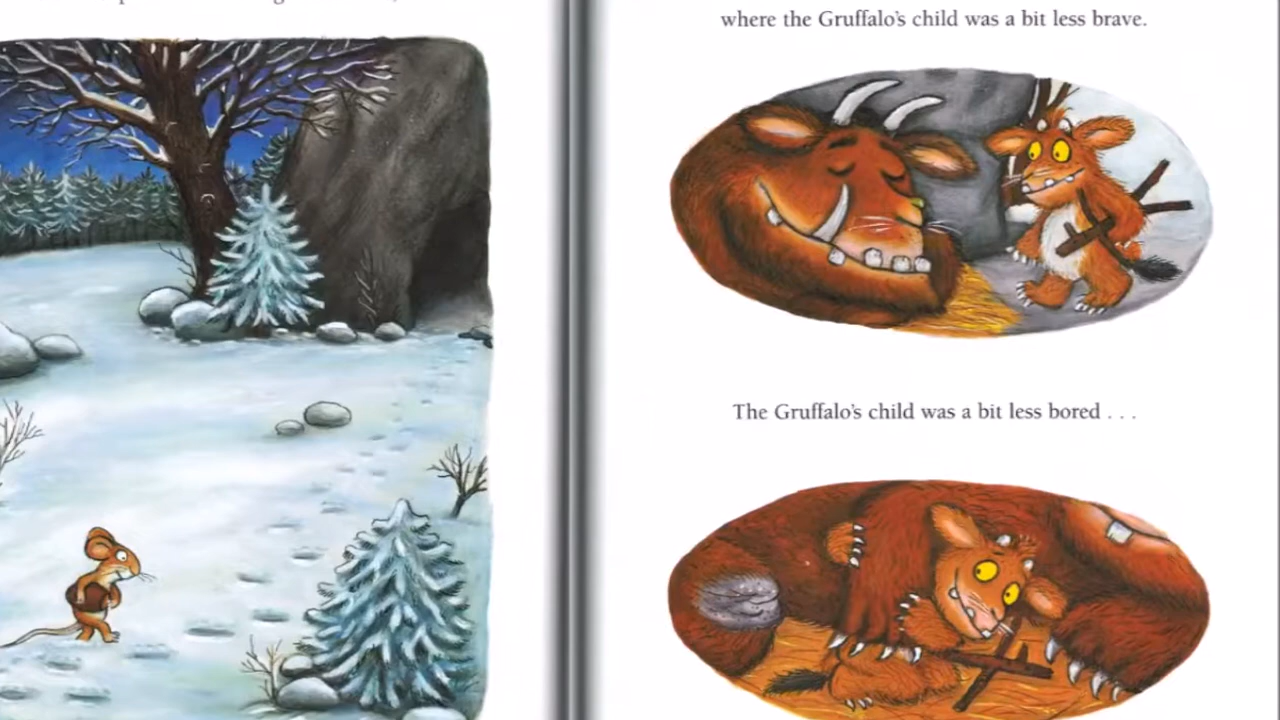 where the Gruffalo's child was a bit less brave.
The Gruffalo's child was a bit less bored . . .